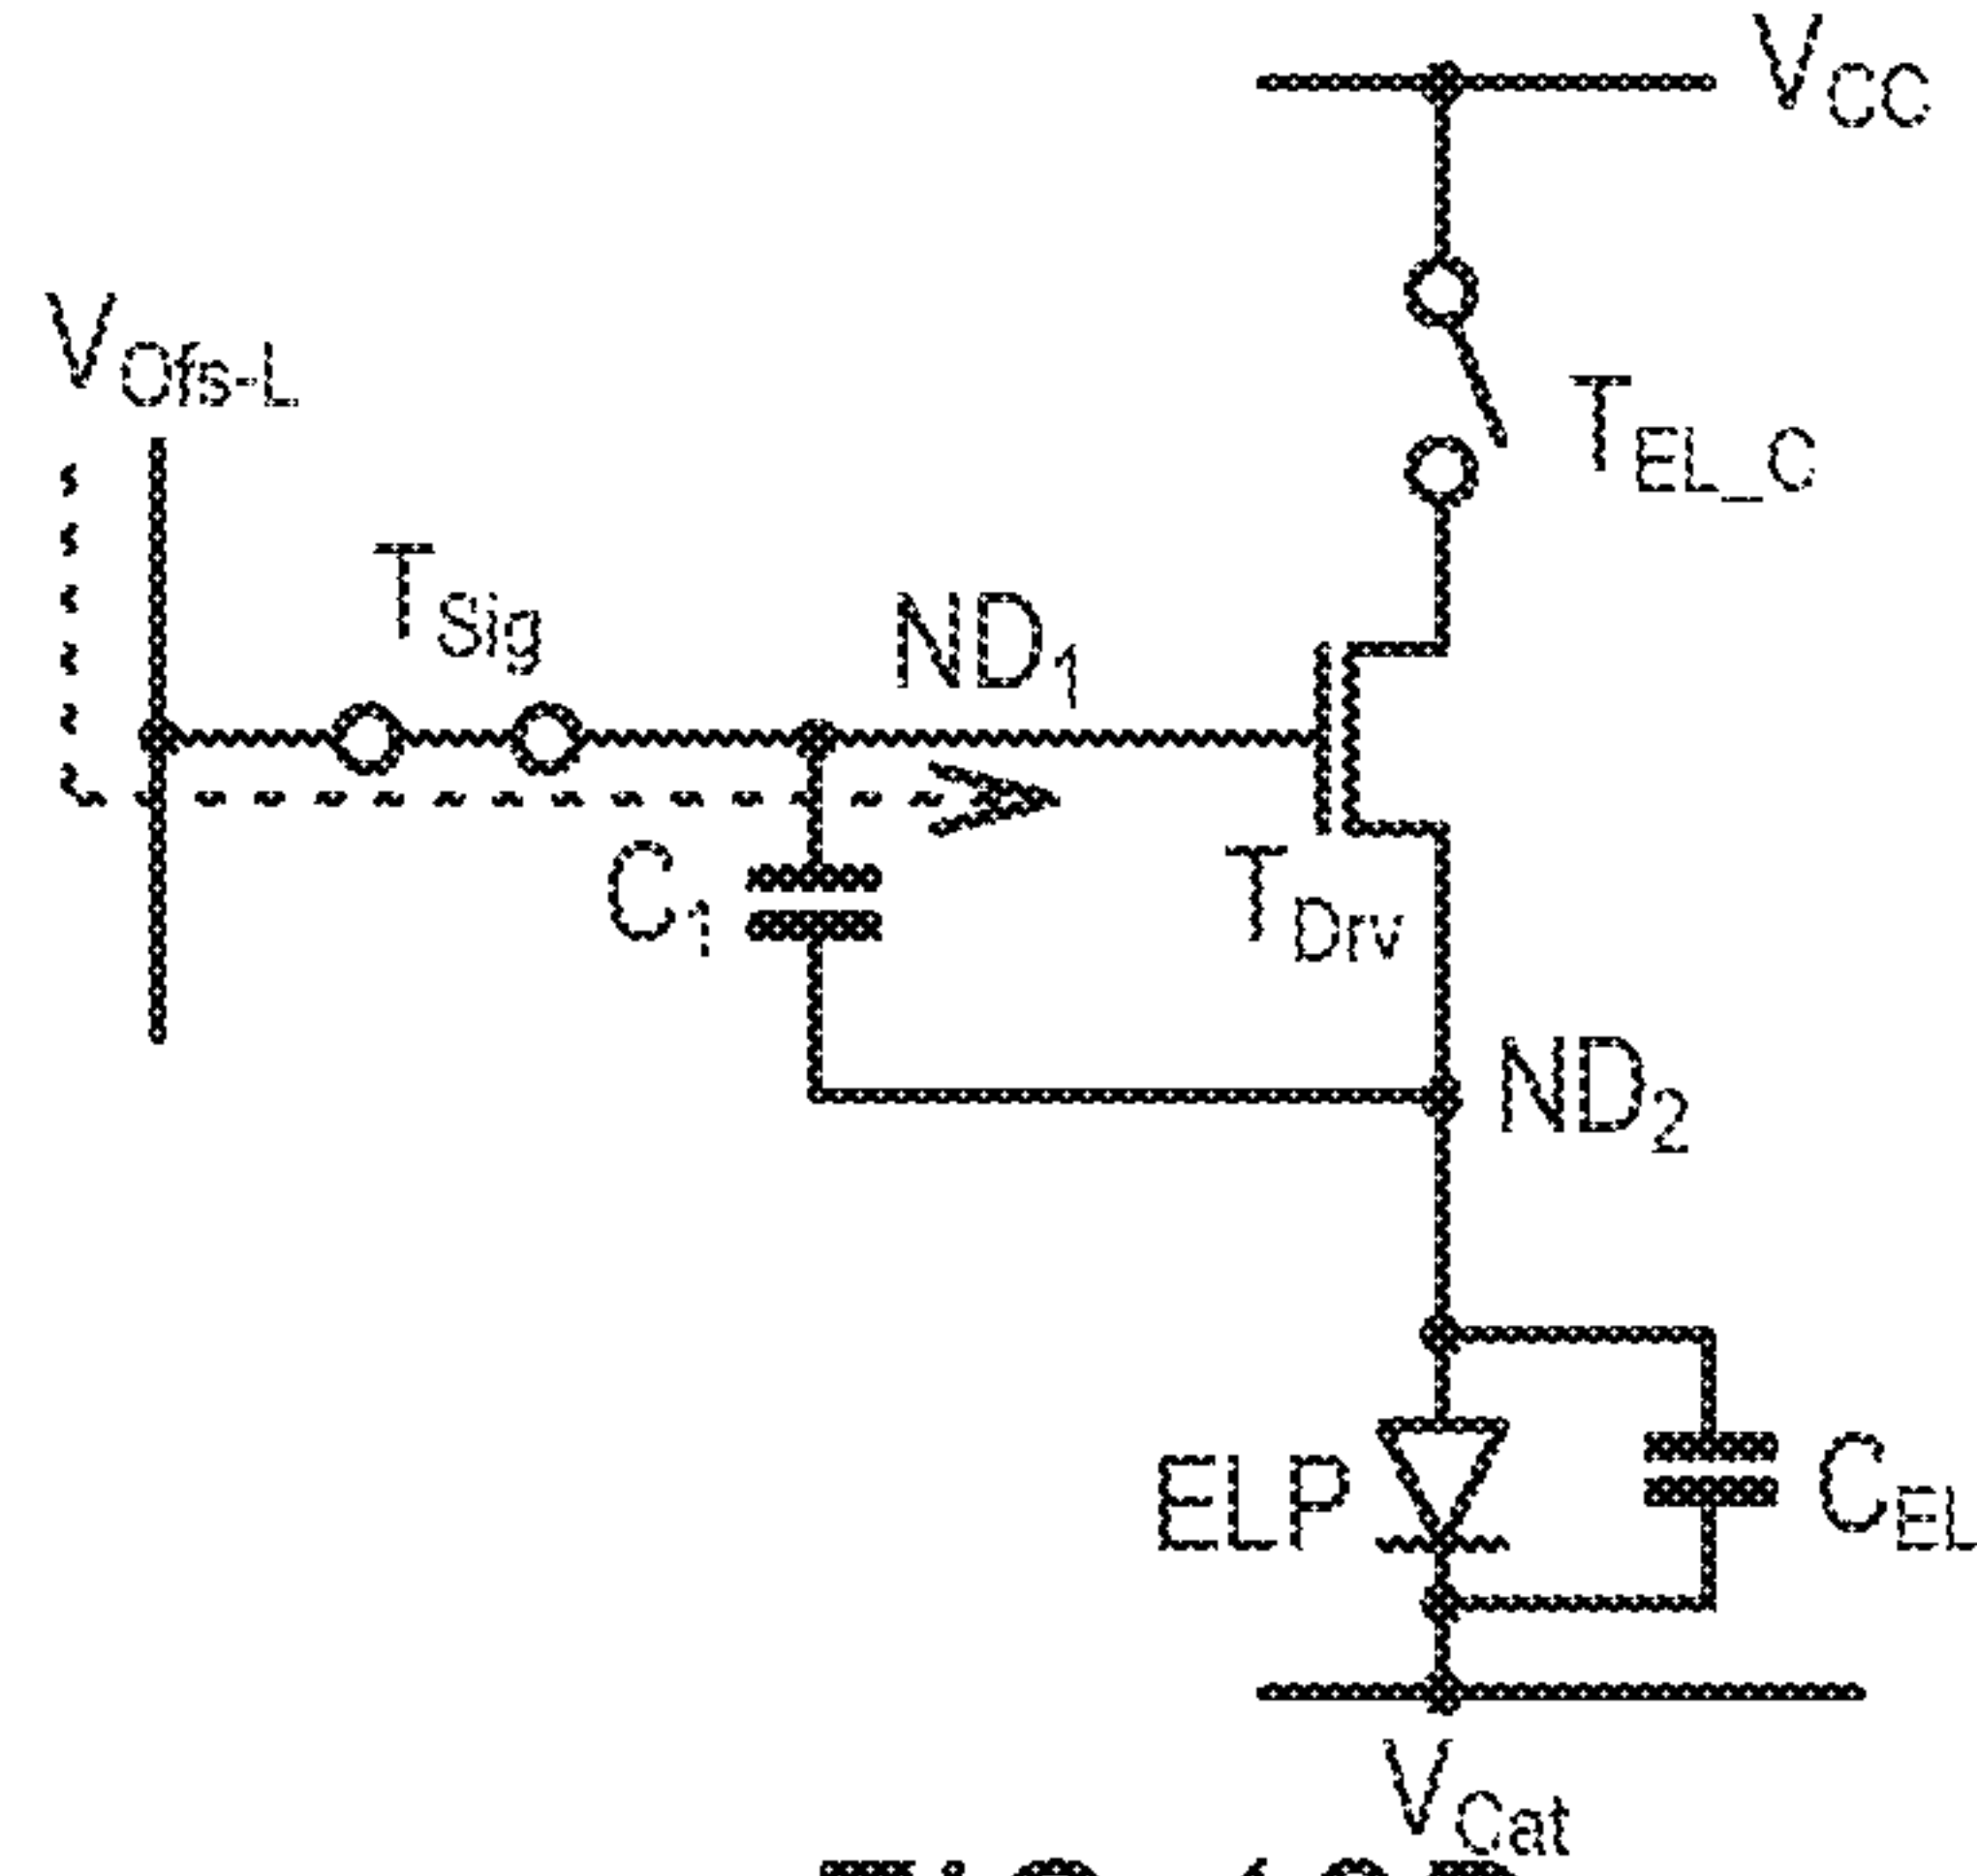 VCC
VOfs-L
TEL_C
TSig
ND1
C1
TDrv
ND2
ELP
CEL
VCat